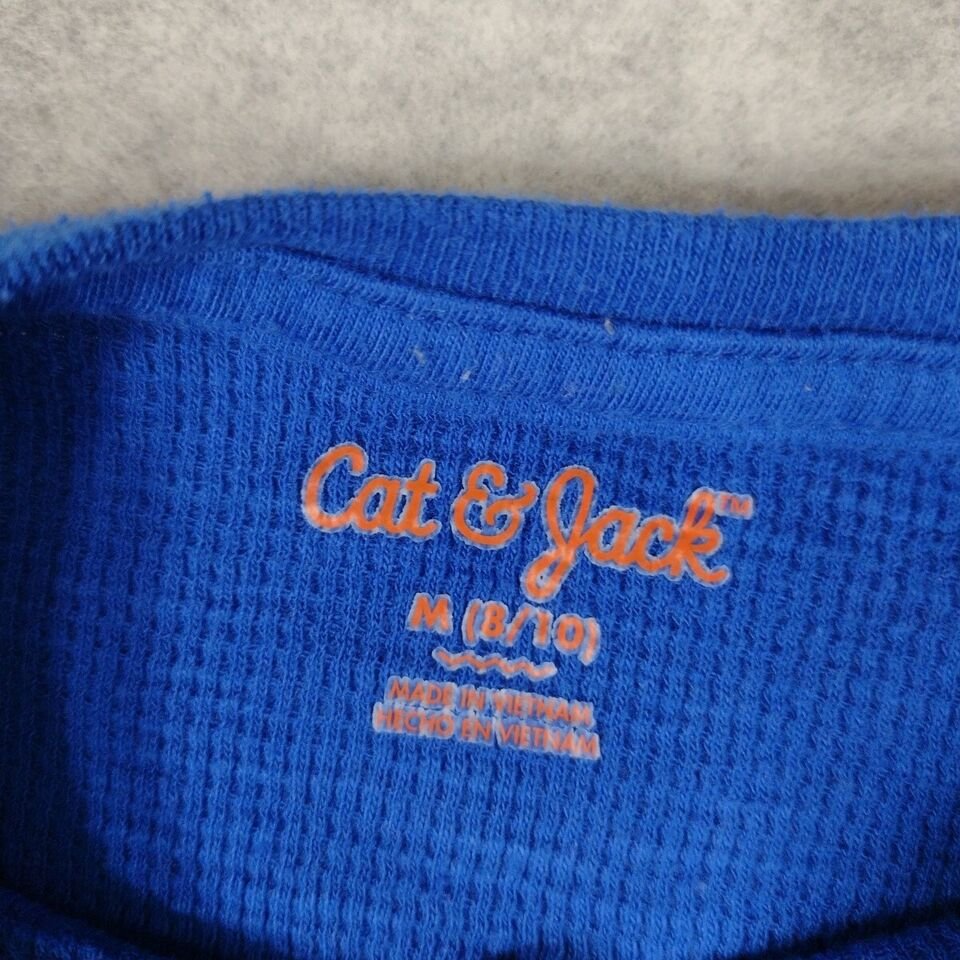 Cat & Jack™
M (8/10)
MADE IN VIETNAM
HECHO EN VIETNAM